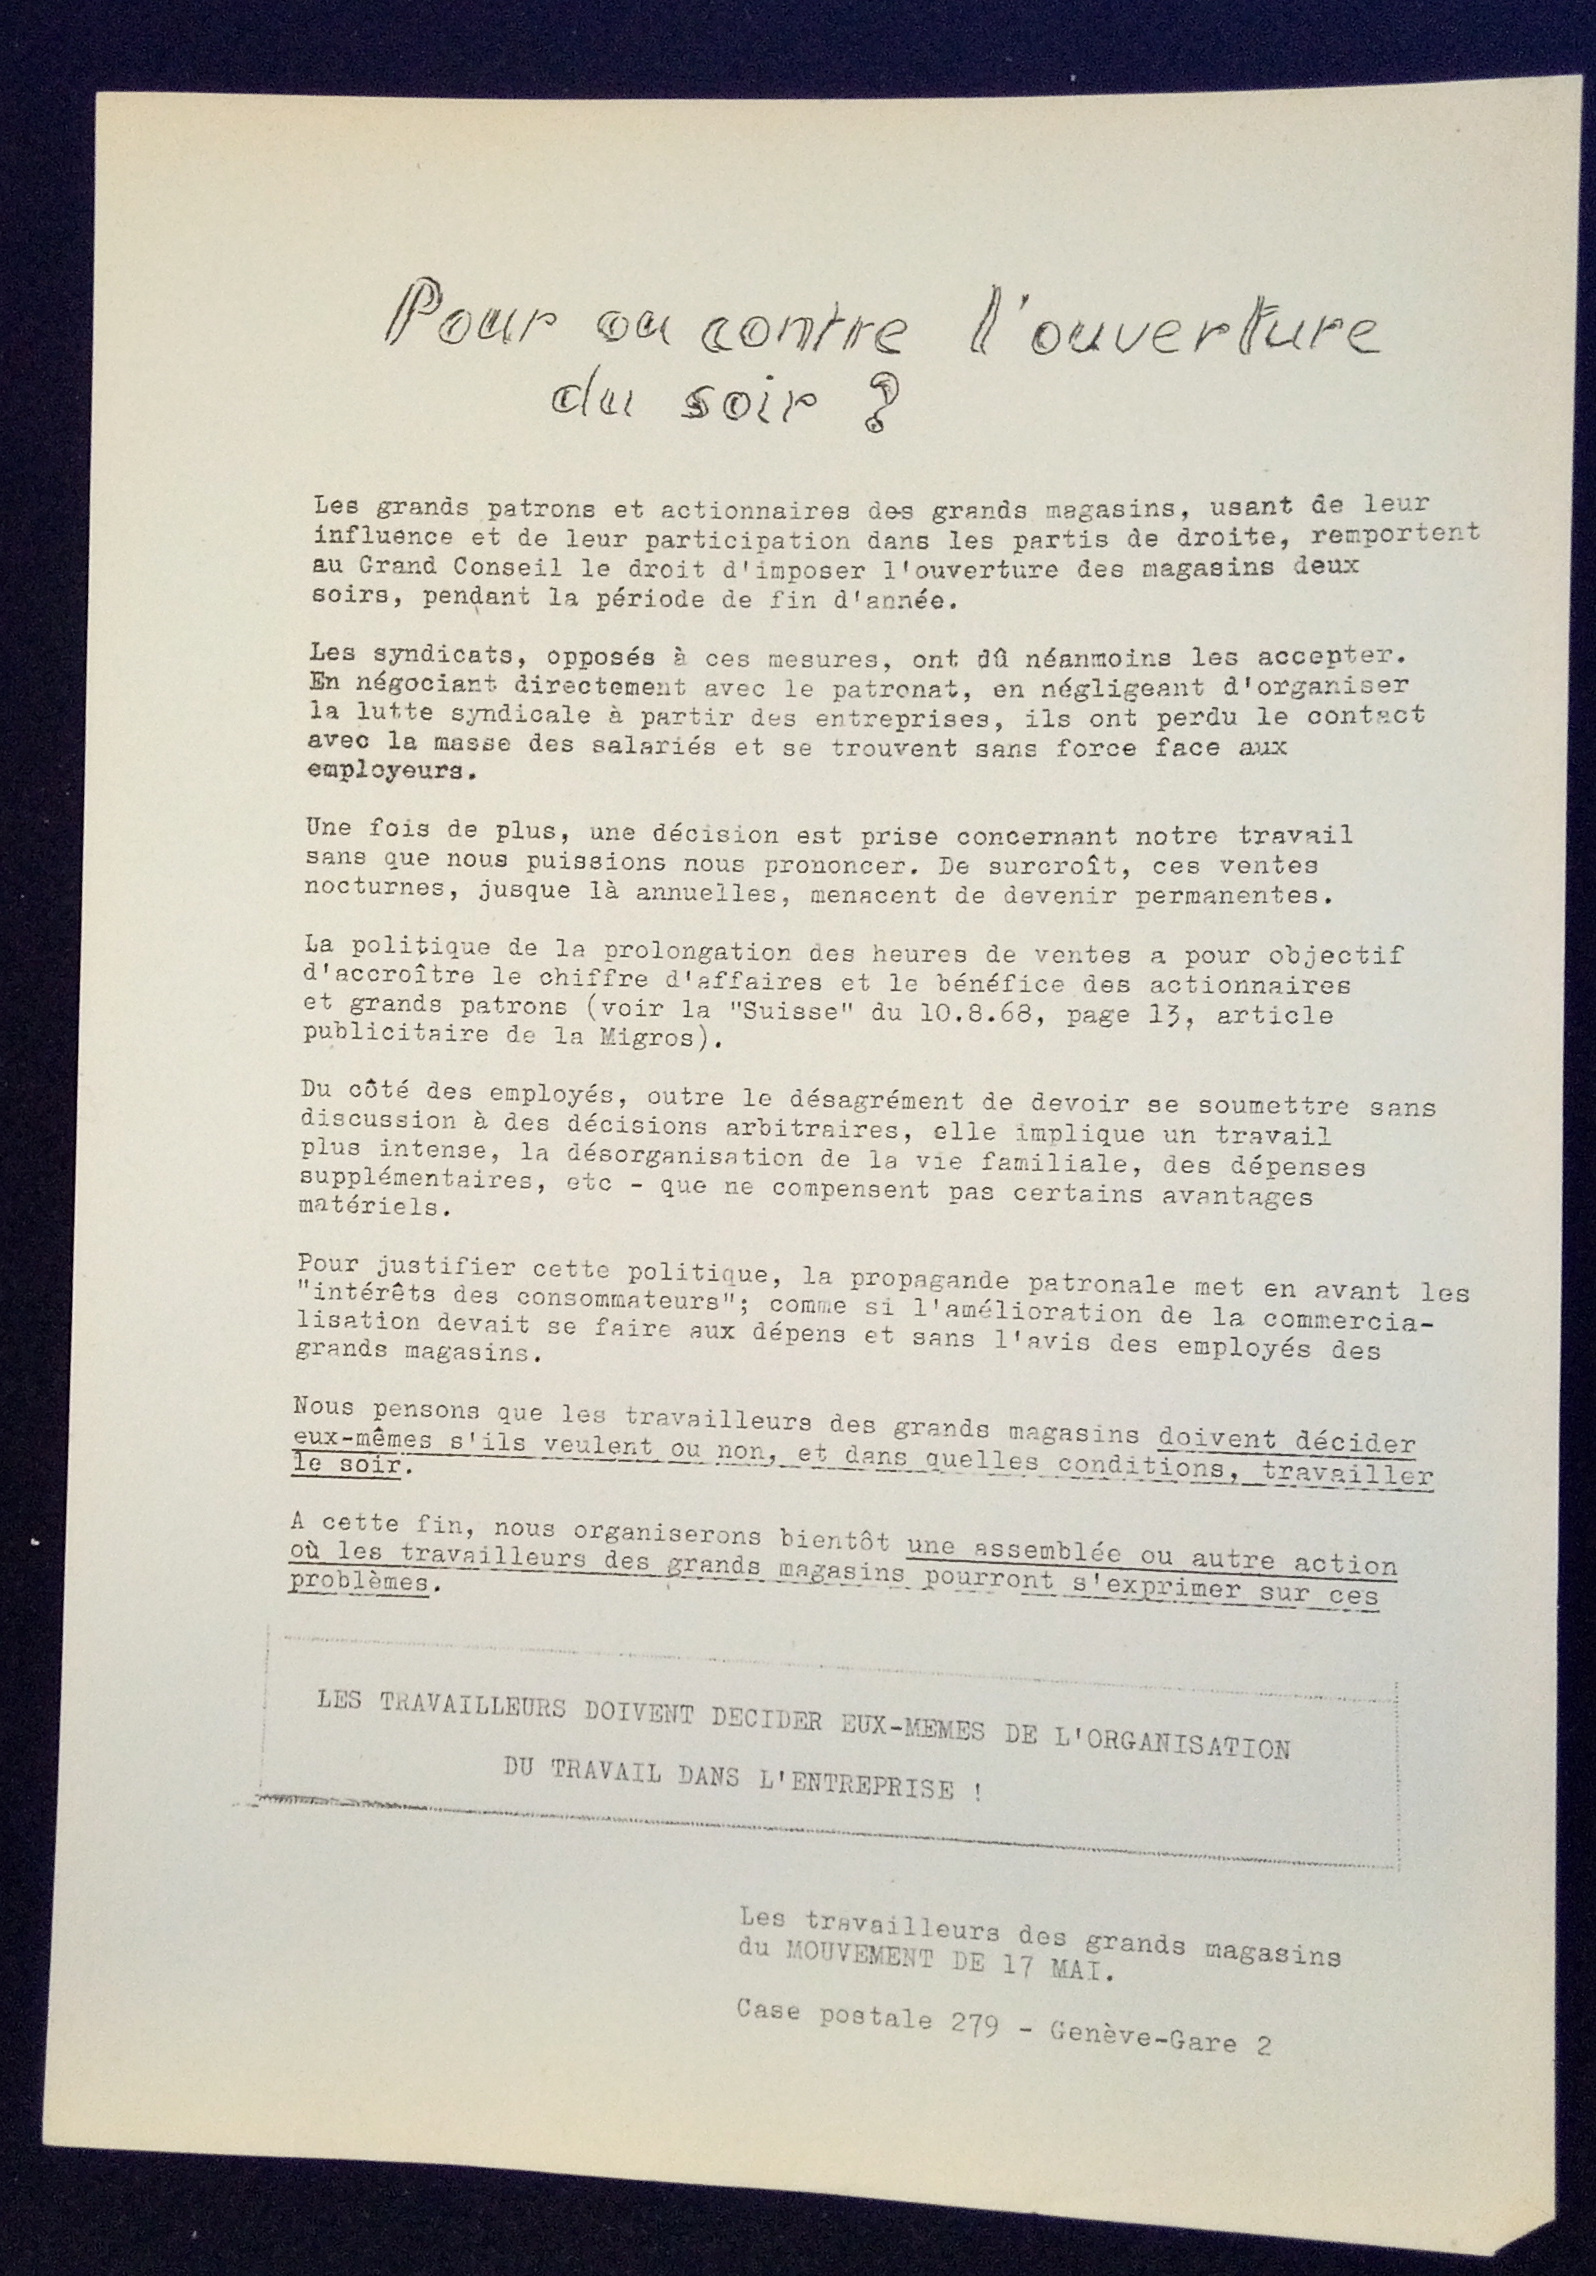 Pour ou contre l'ouverture
du soir ?
Les grands patrons et actionnaires des grands magasins, usant de leur
influence et de leur participation dans les partis de droite, remportent
au Grand Conseil le droit d'imposer l'ouverture des magasins deux
soirs, pendant la période de fin d'année.
Les syndicats, opposés à ces mesures, ont dû néanmoins les accepter.
En négociant directement avec le patronat, en négligeant d'organiser
la lutte syndicale à partir des entreprises, ils ont perdu le contact
avec la masse des salariés et se trouvent sans force face aux
employeurs.
Une fois de plus, une décision est prise concernant notre travail
sans que nous puissions nous prononcer. De surcroît, ces ventes
nocturnes, jusque là annuelles, menacent de devenir permanentes.
La politique de la prolongation des heures de ventes a pour objectif
d'accroître le chiffre d'affaires et le bénéfice des actionnaires
et grands patrons (voir la "Suisse" du 10.8.68, page 13, article
publicitaire de la Migros).
Du côté des employés, outre le désagrément de devoir se soumettre sans
discussion à des décisions arbitraires, elle implique un travail
plus intense, la désorganisation de la vie familiale, des dépenses
supplémentaires, etc - que ne compensent pas certains avantages
matériels.
Pour justifier cette politique, la propagande patronale met en avant les
"intérêts des consommateurs"; comme si l'amélioration de la commercia-
lisation devait se faire aux dépens et sans l'avis des employés des
grands magasins.
Nous pensons que les travailleurs des grands magasins doivent décider
eux-mêmes s'ils veulent ou non, et dans quelles conditions, travailler
le soir.
A cette fin, nous organiserons bientôt une assemblée ou autre action
où les travailleurs des grands magasins pourront s'exprimer sur ces
problèmes.
LES TRAVAILLEURS DOIVENT DECIDER EUX-MEMES DE L'ORGANISATION
DU TRAVAIL DANS L'ENTREPRISE !
Les travailleurs des grands magasins
du MOUVEMENT DE 17 MAI.
Case postale 279 - Genève-Gare 2